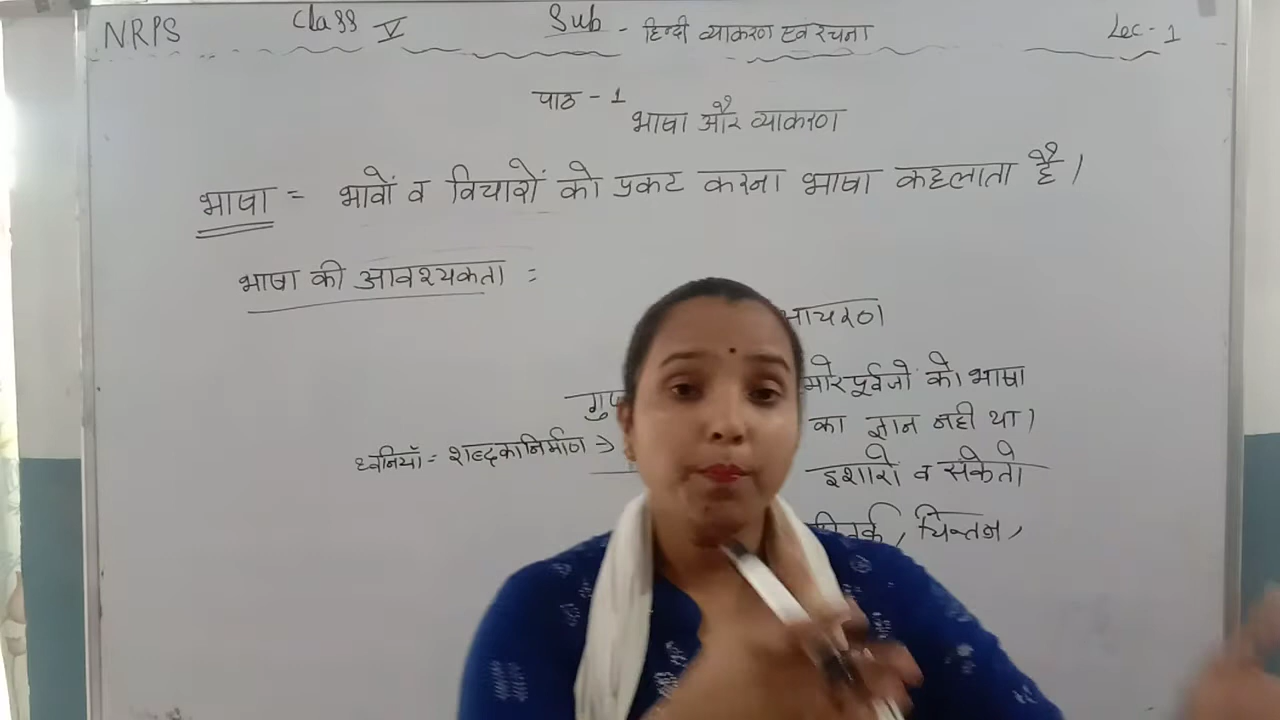 NRPS Class V Sub - हिन्दी व्याकरण एवं रचना Lec - 1
पाठ - 1
भाषा और व्याकरण
भाषा = भावों व विचारों को प्रकट करना भाषा कहलाता है।
भाषा की आवश्यकता =
पूर्वजो को भाषा
का ज्ञान नही था।
ध्वनियाँ = शब्द का निर्माण →
इशारो व संकेतो
, चिन्तन,